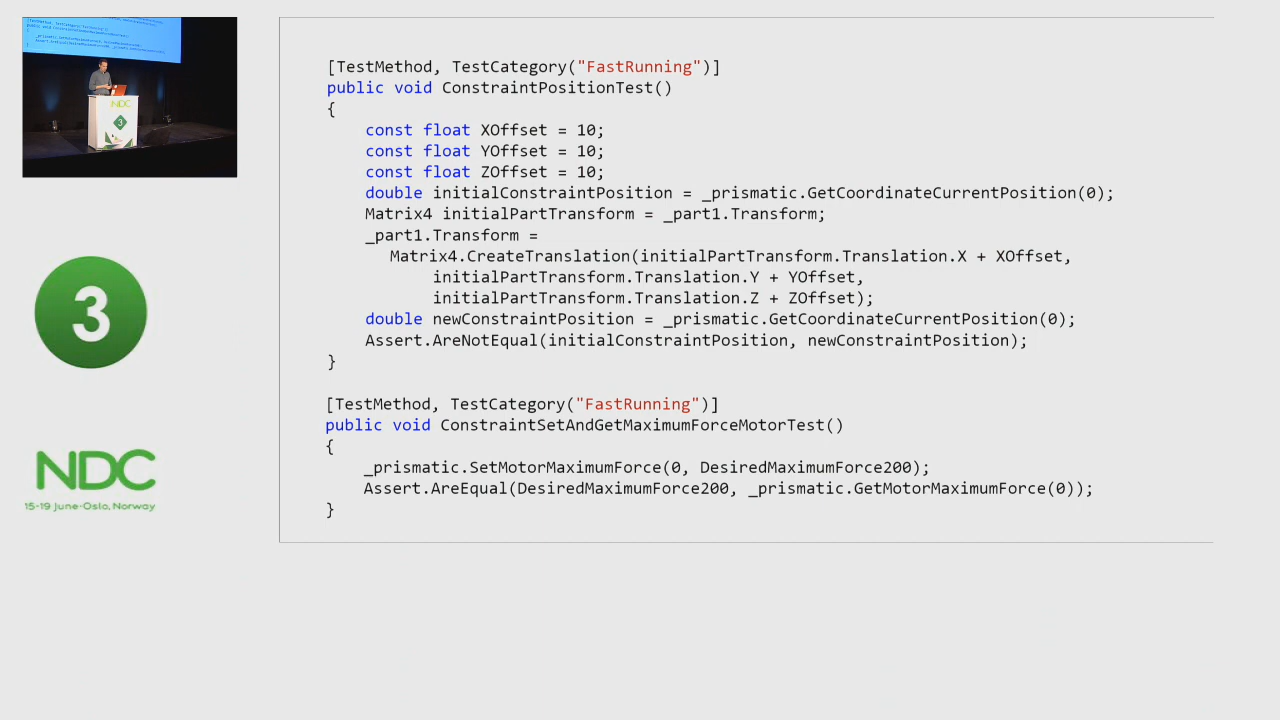 [TestMethod, TestCategory("FastRunning")]
public void ConstraintPositionTest()
{
const float XOffset = 10;
const float YOffset = 10;
const float ZOffset = 10;
double initialConstraintPosition = _prismatic.GetCoordinateCurrentPosition(0);
Matrix4 initialPartTransform = _part1.Transform;
_part1.Transform =
Matrix4.CreateTranslation(initialPartTransform.Translation.X + XOffset,
initialPartTransform.Translation.Y + YOffset,
initialPartTransform.Translation.Z + ZOffset);
double newConstraintPosition = _prismatic.GetCoordinateCurrentPosition(0);
Assert.AreNotEqual(initialConstraintPosition, newConstraintPosition);
}
[TestMethod, TestCategory("FastRunning")]
public void ConstraintSetAndGetMaximumForceMotorTest()
{
_prismatic.SetMotorMaximumForce(0, DesiredMaximumForce200);
Assert.AreEqual(DesiredMaximumForce200, _prismatic.GetMotorMaximumForce(0));
}
NDC
3
3
NDC
15-19 June-Oslo, Norway